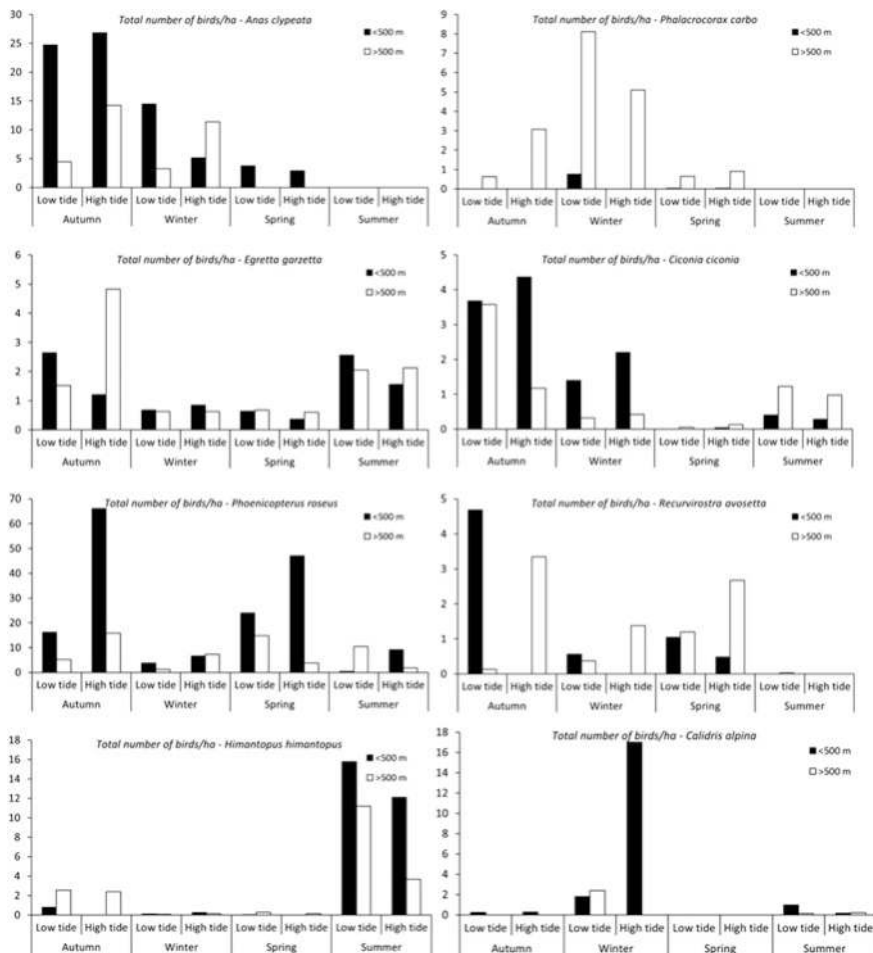 Total number of birds/ha - Anas clypeata
30
25
20
15
10
5
0
<500 m
>500 m
Low tide High tide Low tide High tide Low tide High tide Low tide High tide
Autumn Winter Spring Summer
Total number of birds/ha - Phalacrocorax carbo
9
8
7
6
5
4
3
2
1
0
<500 m
>500 m
Low tide High tide Low tide High tide Low tide High tide Low tide High tide
Autumn Winter Spring Summer
Total number of birds/ha - Egretta garzetta
6
5
4
3
2
1
0
<500 m
>500 m
Low tide High tide Low tide High tide Low tide High tide Low tide High tide
Autumn Winter Spring Summer
Total number of birds/ha - Ciconia ciconia
5
4
3
2
1
0
<500 m
>500 m
Low tide High tide Low tide High tide Low tide High tide Low tide High tide
Autumn Winter Spring Summer
Total number of birds/ha - Phoenicopterus roseus
70
60
50
40
30
20
10
0
<500 m
>500 m
Low tide High tide Low tide High tide Low tide High tide Low tide High tide
Autumn Winter Spring Summer
Total number of birds/ha - Recurvirostra avosetta
5
4
3
2
1
0
<500 m
>500 m
Low tide High tide Low tide High tide Low tide High tide Low tide High tide
Autumn Winter Spring Summer
Total number of birds/ha - Himantopus himantopus
18
16
14
12
10
8
6
4
2
0
<500 m
>500 m
Low tide High tide Low tide High tide Low tide High tide Low tide High tide
Autumn Winter Spring Summer
Total number of birds/ha - Calidris alpina
18
16
14
12
10
8
6
4
2
0
<500 m
>500 m
Low tide High tide Low tide High tide Low tide High tide Low tide High tide
Autumn Winter Spring Summer